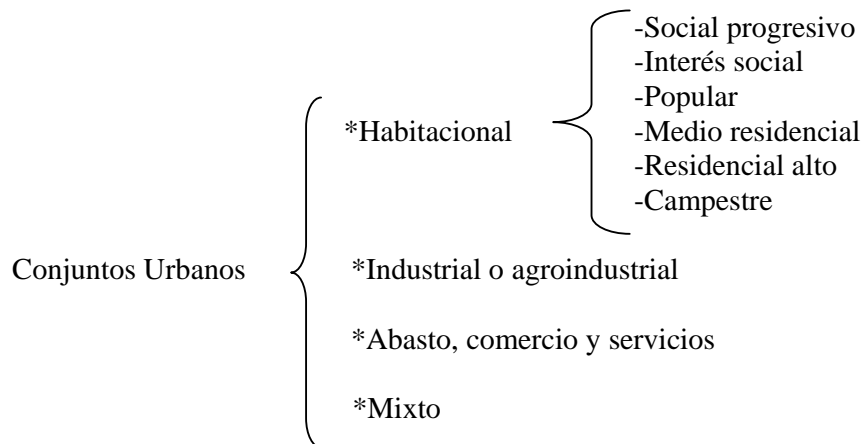 -Social progresivo
-Interés social
-Popular
*Habitacional
-Medio residencial
-Residencial alto
-Campestre
Conjuntos Urbanos
*Industrial o agroindustrial
*Abasto, comercio y servicios
*Mixto